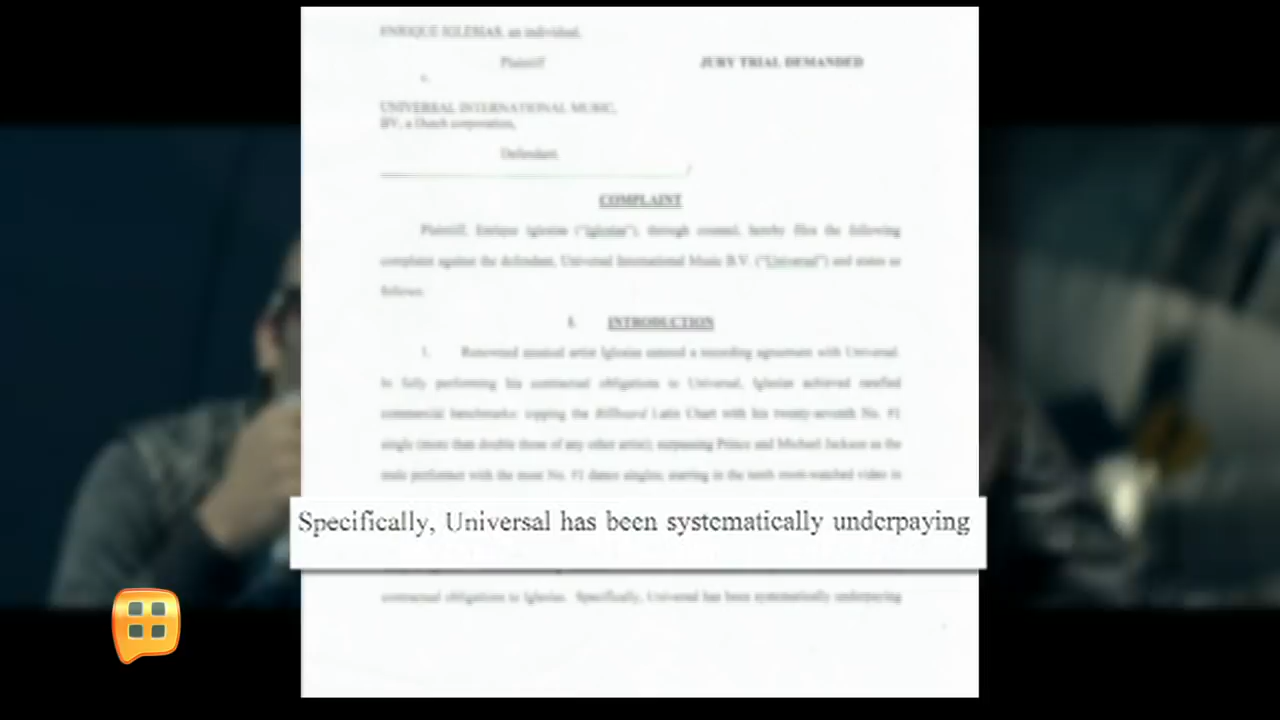 ENRIQUE IGLESIAS, an individual,
Plaintiff
JURY TRIAL DEMANDED
v.
UNIVERSAL INTERNATIONAL MUSIC,
BV, a Dutch corporation,
Defendant.
/
COMPLAINT
Plaintiff, Enrique Iglesias ("Iglesias"), through counsel, hereby files the following
complaint against the defendant, Universal International Music B.V. ("Universal") and states as
follows:
I. INTRODUCTION
1. Renowned musical artist Iglesias entered a recording agreement with Universal.
In fully performing his contractual obligations to Universal, Iglesias achieved rarefied
commercial benchmarks: topping the Billboard Latin Chart with his twenty-seventh No. #1
single (more than double those of any other artist); surpassing Prince and Michael Jackson as the
male performer with the most No. #1 dance singles; starring in the tenth most-watched video in
Specifically, Universal has been systematically underpaying
contractual obligations to Iglesias. Specifically, Universal has been systematically underpaying